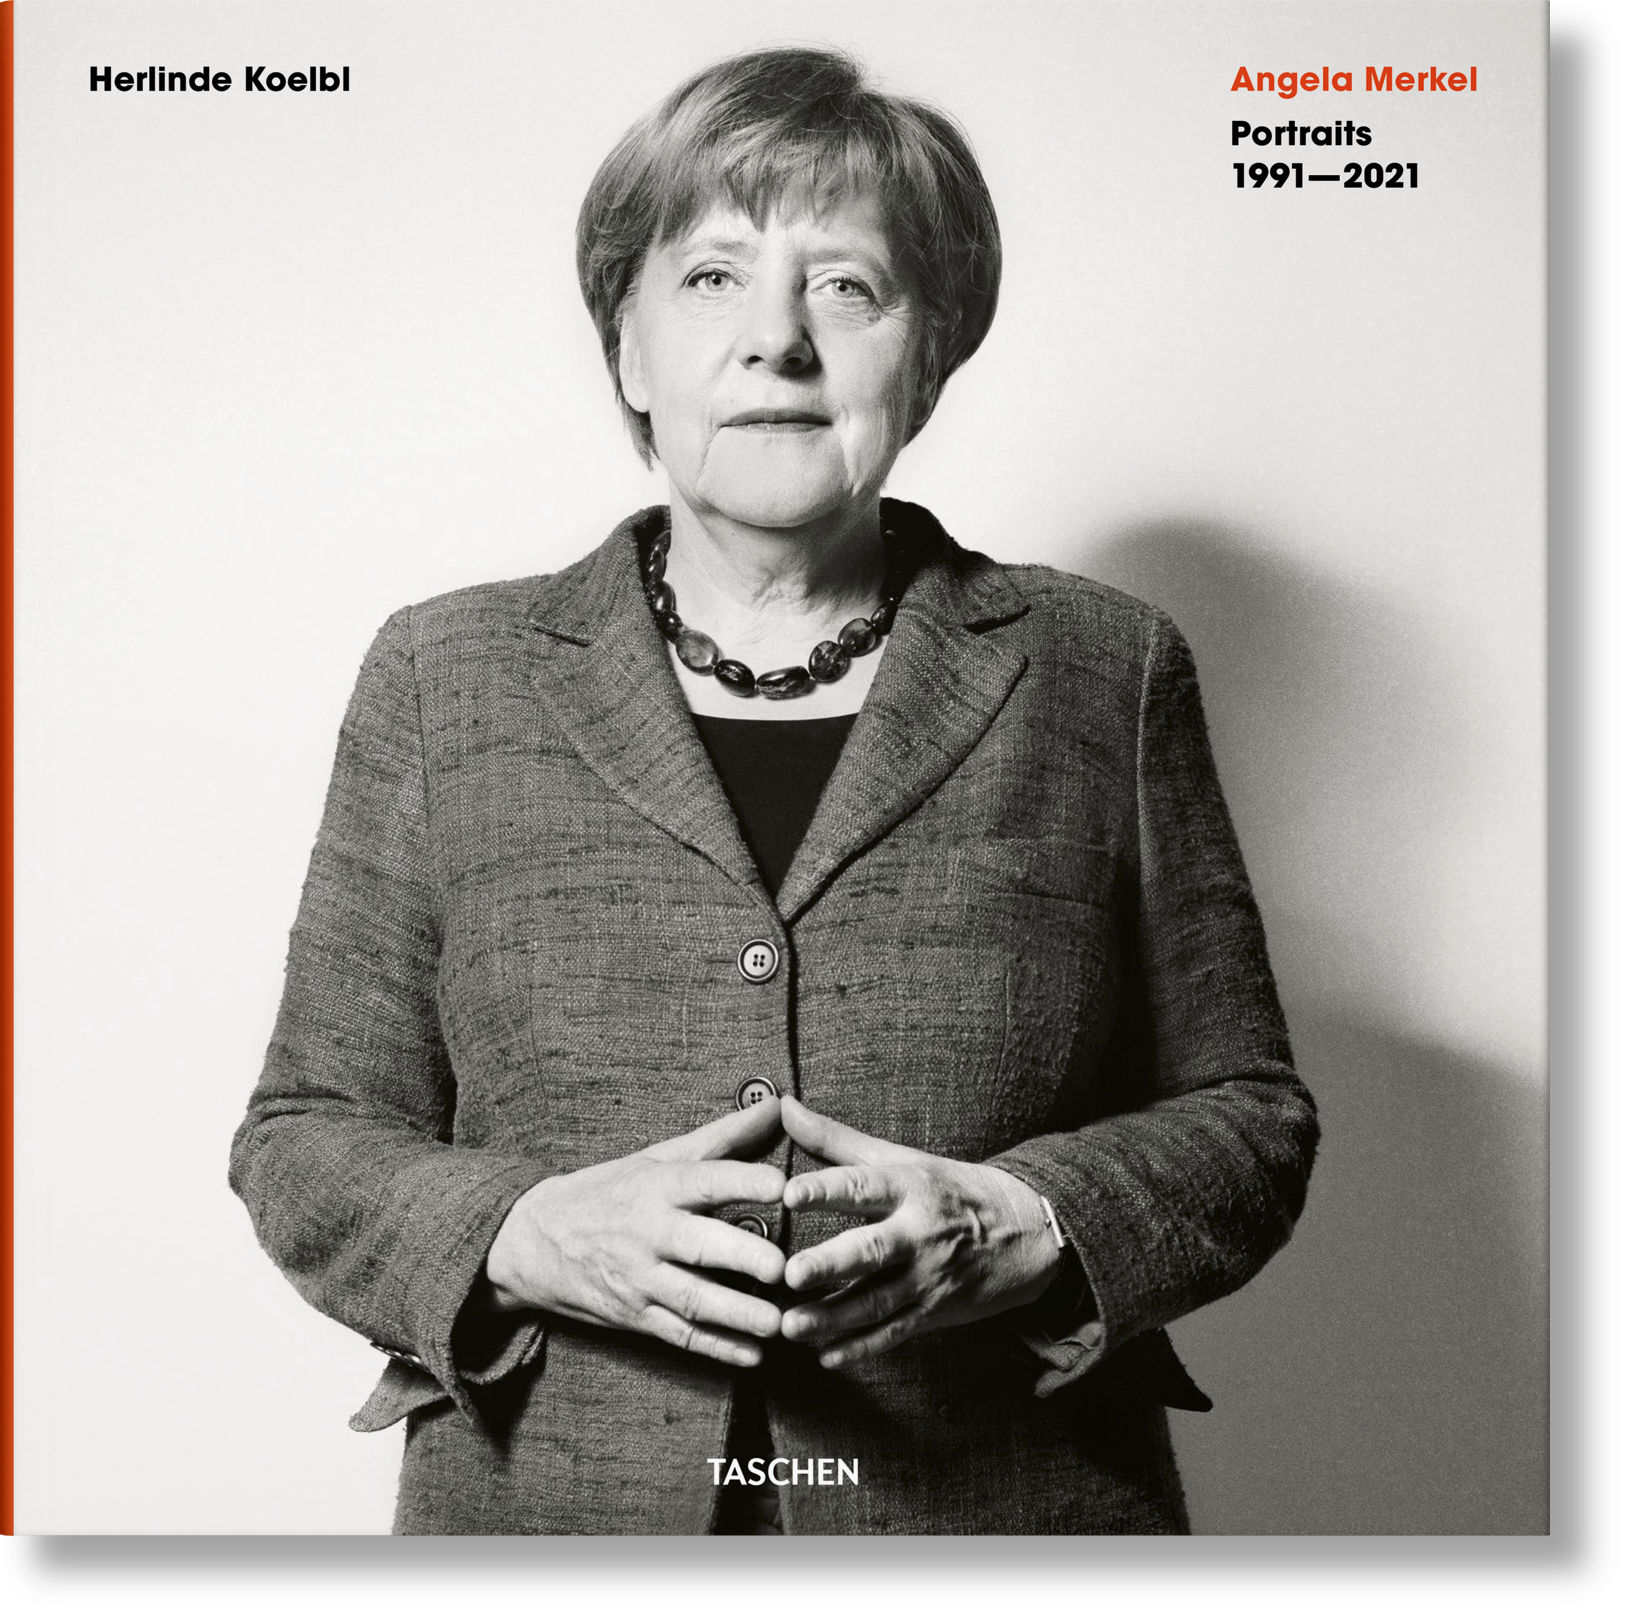 Herlinde Koelbl
Angela Merkel
Portraits
1991—2021
TASCHEN